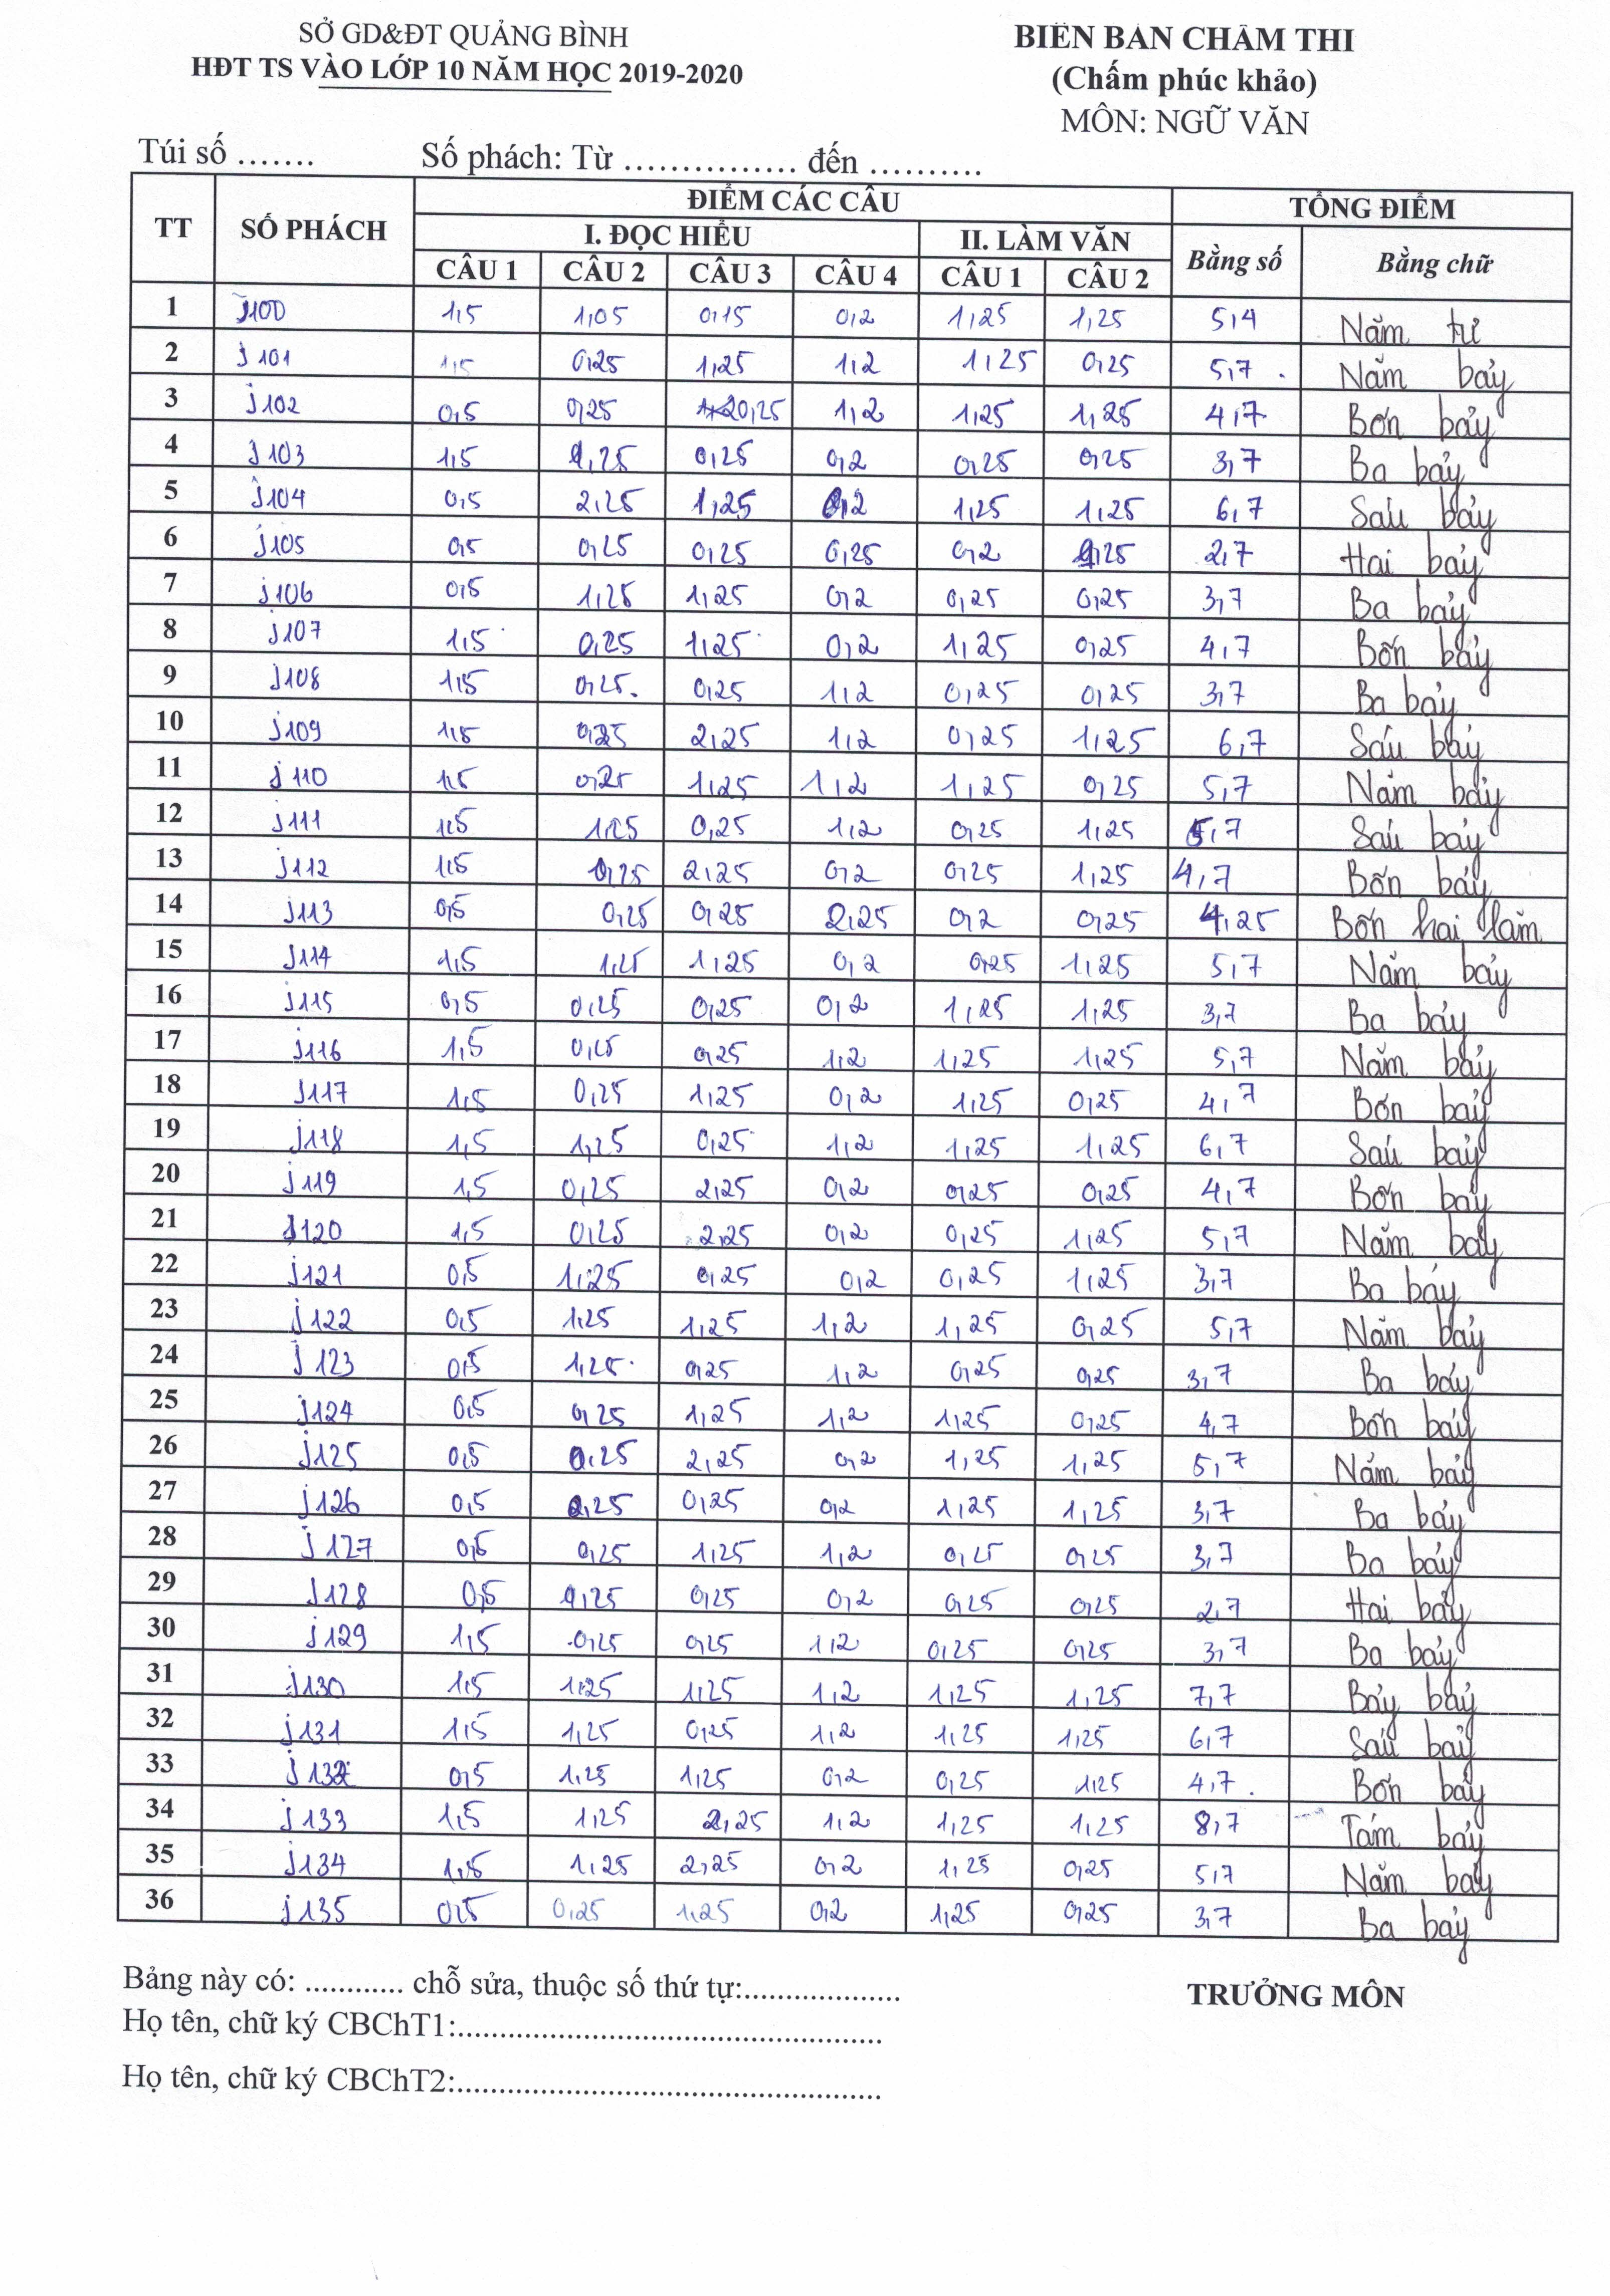 SỞ GD&ĐT QUẢNG BÌNH
HĐT TS VÀO LỚP 10 NĂM HỌC 2019-2020
BIÊN BẢN CHẤM THI
(Chấm phúc khảo)
MÔN: NGỮ VĂN
Túi số ....... Số phách: Từ ............... đến ..........
TT SỐ PHÁCH ĐIỂM CÁC CÂU TỔNG ĐIỂM
I. ĐỌC HIỂU II. LÀM VĂN Bằng số Bằng chữ
CÂU 1 CÂU 2 CÂU 3 CÂU 4 CÂU 1 CÂU 2
1 J100 1,5 1,05 0,15 0,2 1,25 1,25 5,4 Năm tư
2 J101 1,5 0,25 1,25 1,2 1,25 0,25 5,7 Năm bảy
3 J102 0,5 0,25 0,25 1,2 1,25 1,25 4,7 Bốn bảy
4 J103 1,5 1,25 0,25 0,2 0,25 0,25 3,7 Ba bảy
5 J104 0,5 2,25 1,25 0,2 1,25 1,25 6,7 Sáu bảy
6 J105 0,5 0,25 0,25 0,25 0,2 1,25 2,7 Hai bảy
7 J106 0,5 1,25 1,25 0,2 0,25 0,25 3,7 Ba bảy
8 J107 1,5 0,25 1,25 0,2 1,25 0,25 4,7 Bốn bảy
9 J108 1,5 0,25 0,25 1,2 0,25 0,25 3,7 Ba bảy
10 J109 1,5 0,25 2,25 1,2 0,25 1,25 6,7 Sáu bảy
11 J110 1,5 0,25 1,25 1,2 1,25 0,25 5,7 Năm bảy
12 J111 1,5 1,25 0,25 1,2 0,25 1,25 5,7 Sáu bảy
13 J112 1,5 0,25 2,25 0,2 0,25 1,25 4,7 Bốn bảy
14 J113 0,5 0,25 0,25 2,25 0,2 0,25 4,25 Bốn hai lăm
15 J114 1,5 1,25 1,25 0,2 0,25 1,25 5,7 Năm bảy
16 J115 0,5 0,25 0,25 0,2 1,25 1,25 3,7 Ba bảy
17 J116 1,5 0,25 0,25 1,2 1,25 1,25 5,7 Năm bảy
18 J117 1,5 0,25 1,25 0,2 1,25 0,25 4,7 Bốn bảy
19 J118 1,5 1,25 0,25 1,2 1,25 1,25 6,7 Sáu bảy
20 J119 1,5 0,25 2,25 0,2 0,25 0,25 4,7 Bốn bảy
21 J120 1,5 0,25 2,25 0,2 0,25 1,25 5,7 Năm bảy
22 J121 0,5 1,25 0,25 0,2 0,25 1,25 3,7 Ba bảy
23 J122 0,5 1,25 1,25 1,2 1,25 0,25 5,7 Năm bảy
24 J123 0,5 1,25 0,25 1,2 0,25 0,25 3,7 Ba bảy
25 J124 0,5 0,25 1,25 1,2 1,25 0,25 4,7 Bốn bảy
26 J125 0,5 0,25 2,25 0,2 1,25 1,25 5,7 Năm bảy
27 J126 0,5 0,25 0,25 0,2 1,25 1,25 3,7 Ba bảy
28 J127 0,5 0,25 1,25 1,2 0,25 0,25 3,7 Ba bảy
29 J128 0,5 1,25 0,25 0,2 0,25 0,25 2,7 Hai bảy
30 J129 1,5 0,25 0,25 1,2 0,25 0,25 3,7 Ba bảy
31 J130 1,5 1,25 1,25 1,2 1,25 1,25 7,7 Bảy bảy
32 J131 1,5 1,25 0,25 1,2 1,25 1,25 6,7 Sáu bảy
33 J132 0,5 1,25 1,25 0,2 0,25 1,25 4,7 Bốn bảy
34 J133 1,5 1,25 2,25 1,2 1,25 1,25 8,7 Tám bảy
35 J134 1,5 1,25 2,25 0,2 1,25 0,25 5,7 Năm bảy
36 J135 0,5 0,25 1,25 0,2 1,25 0,25 3,7 Ba bảy
Bảng này có: ............ chỗ sửa, thuộc số thứ tự:...................
TRƯỞNG MÔN
Họ tên, chữ ký CBChT1:...................................................
Họ tên, chữ ký CBChT2:...................................................